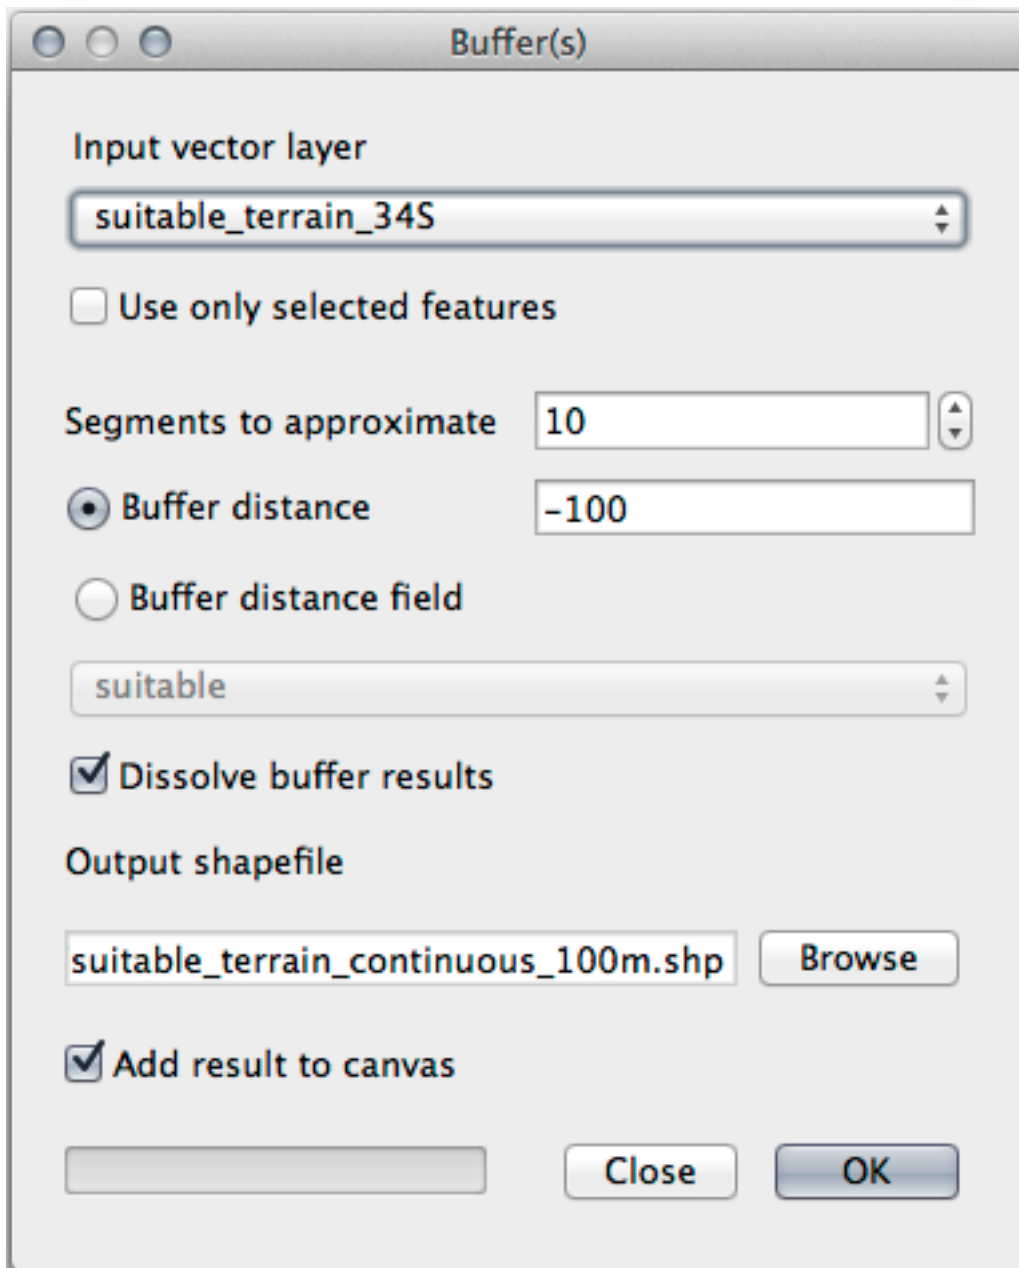 Buffer(s)
Input vector layer
suitable_terrain_34S
Use only selected features
Segments to approximate 10
Buffer distance -100
Buffer distance field
suitable
Dissolve buffer results
Output shapefile
suitable_terrain_continuous_100m.shp Browse
Add result to canvas
Close OK